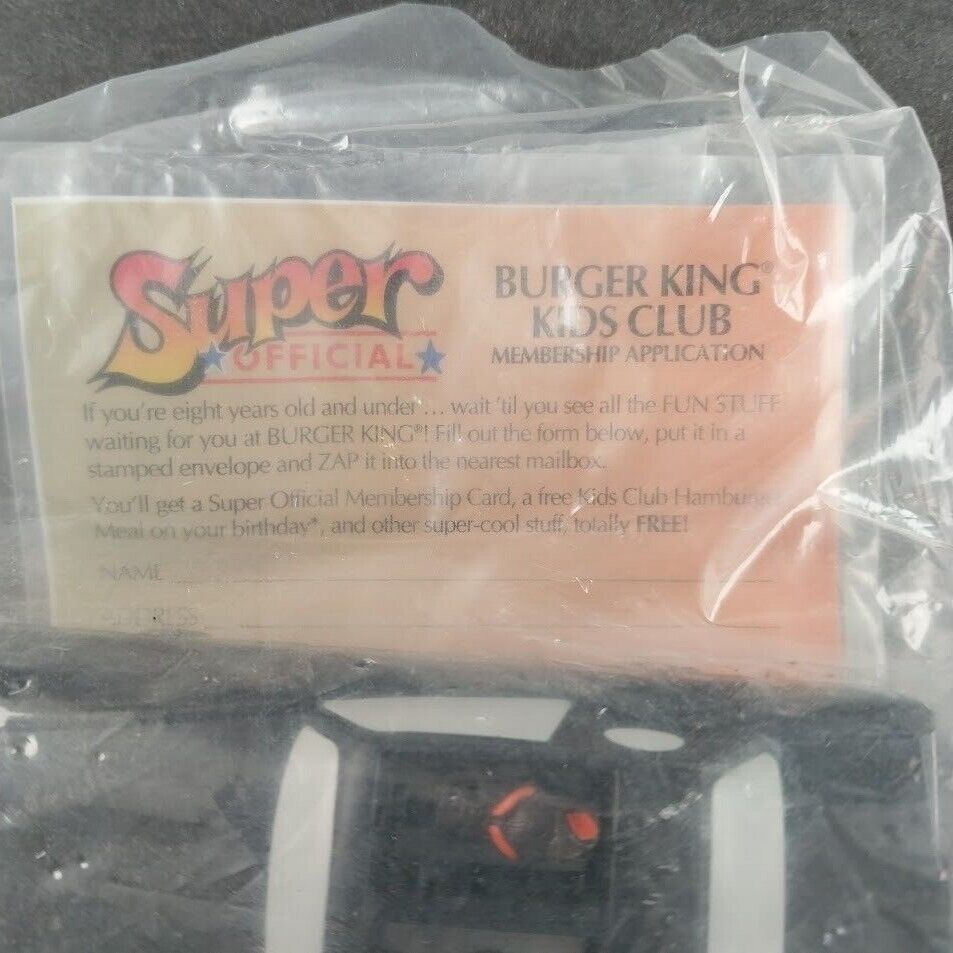 Super
OFFICIAL
BURGER KING®
KIDS CLUB
MEMBERSHIP APPLICATION
If you're eight years old and under ... wait 'til you see all the FUN STUFF
waiting for you at BURGER KING®! Fill out the form below, put it in a
stamped envelope and ZAP it into the nearest mailbox.
You'll get a Super Official Membership Card, a free Kids Club Hamburger
Meal on your birthday*, and other super-cool stuff, totally FREE!
NAME
ADDRESS